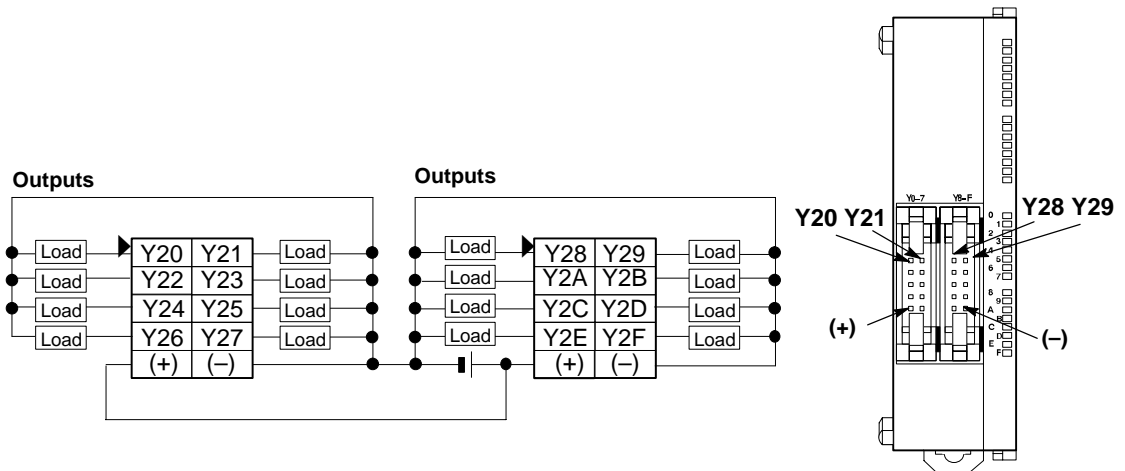 Outputs
Load Y20 Y21 Load
Load Y22 Y23 Load
Load Y24 Y25 Load
Load Y26 Y27 Load
(+) (–)
Outputs
Load Y28 Y29 Load
Load Y2A Y2B Load
Load Y2C Y2D Load
Load Y2E Y2F Load
(+) (–)
Y0–7 Y8–F
Y20 Y21
Y28 Y29
(+)
(–)
0
1
2
3
4
5
6
7
8
9
A
B
C
D
E
F